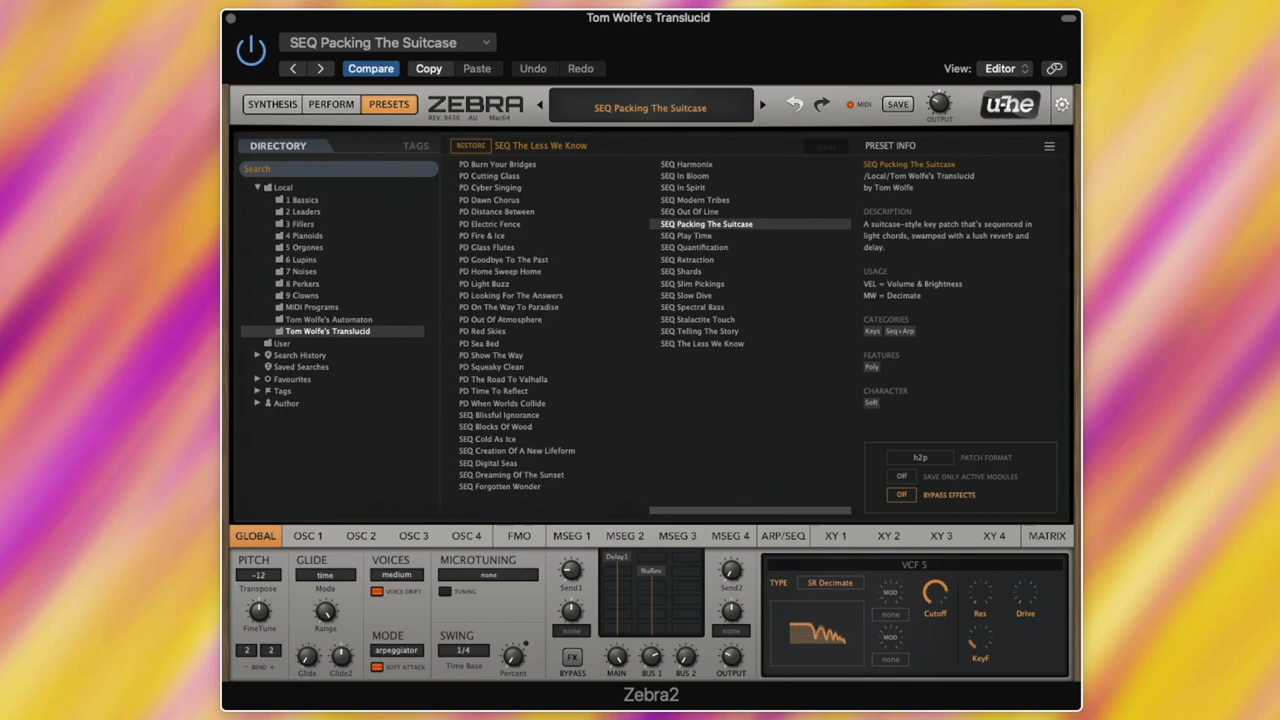 Tom Wolfe's Translucid
SEQ Packing The Suitcase
Compare Copy Paste Undo Redo View: Editor
SYNTHESIS PERFORM PRESETS ZEBRA SEQ Packing The Suitcase MIDI SAVE OUTPUT u-he
REV. 9436 AU Mac64
DIRECTORY TAGS
Search
Local
1 Bassics
2 Leaders
3 Fillers
4 Pianoids
5 Orgones
6 Lupins
7 Noises
8 Perkers
9 Clowns
MIDI Programs
Tom Wolfe's Automaton
Tom Wolfe's Translucid
User
Search History
Saved Searches
Favourites
Tags
Author
RESTORE SEQ The Less We Know
PD Burn Your Bridges
PD Cutting Glass
PD Cyber Singing
PD Dawn Chorus
PD Distance Between
PD Electric Fence
PD Fire & Ice
PD Glass Flutes
PD Goodbye To The Past
PD Home Sweep Home
PD Light Buzz
PD Looking For The Answers
PD On The Way To Paradise
PD Out Of Atmosphere
PD Red Skies
PD Sea Bed
PD Show The Way
PD Squeaky Clean
PD The Road To Valhalla
PD Time To Reflect
PD When Worlds Collide
SEQ Blissful Ignorance
SEQ Blocks Of Wood
SEQ Cold As Ice
SEQ Creation Of A New Lifeform
SEQ Digital Seas
SEQ Dreaming Of The Sunset
SEQ Forgotten Wonder
SEQ Harmonix
SEQ In Bloom
SEQ In Spirit
SEQ Modern Tribes
SEQ Out Of Line
SEQ Packing The Suitcase
SEQ Play Time
SEQ Quantification
SEQ Retraction
SEQ Shards
SEQ Slim Pickings
SEQ Slow Dive
SEQ Spectral Bass
SEQ Stalactite Touch
SEQ Telling The Story
SEQ The Less We Know
PRESET INFO
SEQ Packing The Suitcase
/Local/Tom Wolfe's Translucid
by Tom Wolfe
DESCRIPTION
A suitcase-style key patch that's sequenced in
light chords, swamped with a lush reverb and
delay.
USAGE
VEL = Volume & Brightness
MW = Decimate
CATEGORIES
Keys Seq+Arp
FEATURES
Poly
CHARACTER
Soft
h2p PATCH FORMAT
Off SAVE ONLY ACTIVE MODULES
Off BYPASS EFFECTS
GLOBAL OSC 1 OSC 2 OSC 3 OSC 4 FMO MSEG 1 MSEG 2 MSEG 3 MSEG 4 ARP/SEQ XY 1 XY 2 XY 3 XY 4 MATRIX
PITCH
-12
Transpose
FineTune
2 2
- BEND +
GLIDE
time
Mode
Range
Glide Glide2
VOICES
medium
VOICE DRIFT
MODE
arpeggiator
SOFT ATTACK
MICROTUNING
none
TUNING
SWING
1/4
Time Base Percent
Send1
none
FX
BYPASS
Delay1
NuRev
MAIN BUS 1 BUS 2 OUTPUT
Send2
none
VCF 5
TYPE SR Decimate
MOD
none
MOD
none
Cutoff Res Drive
KeyF
Zebra2